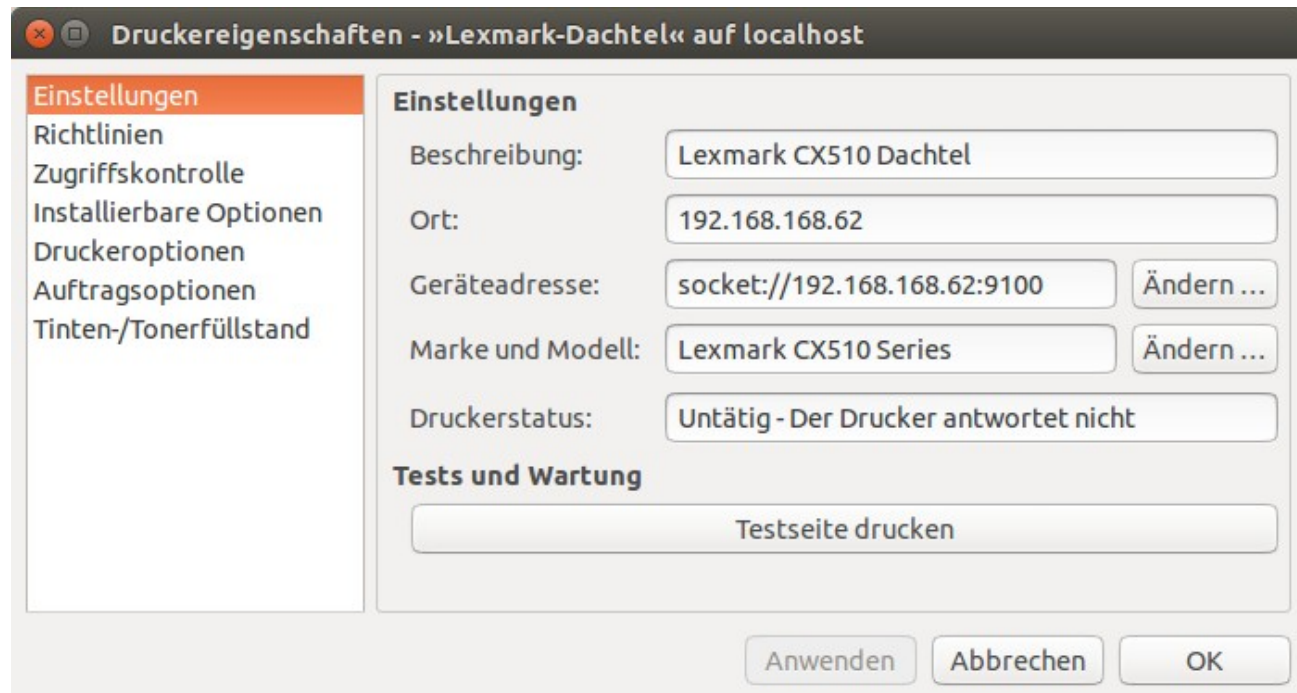 Druckereigenschaften - »Lexmark-Dachtel« auf localhost
Einstellungen
Richtlinien
Zugriffskontrolle
Installierbare Optionen
Druckeroptionen
Auftragsoptionen
Tinten-/Tonerfüllstand
Einstellungen
Beschreibung: Lexmark CX510 Dachtel
Ort: 192.168.168.62
Geräteadresse: socket://192.168.168.62:9100 Ändern ...
Marke und Modell: Lexmark CX510 Series Ändern ...
Druckerstatus: Untätig - Der Drucker antwortet nicht
Tests und Wartung
Testseite drucken
Anwenden Abbrechen OK